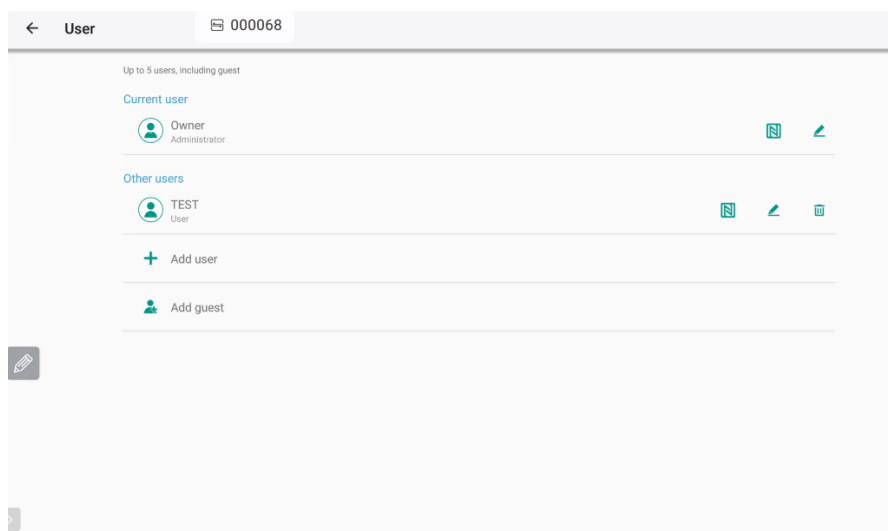 User
000068
Up to 5 users, including guest
Current user
Owner
Administrator
Other users
TEST
User
Add user
Add guest